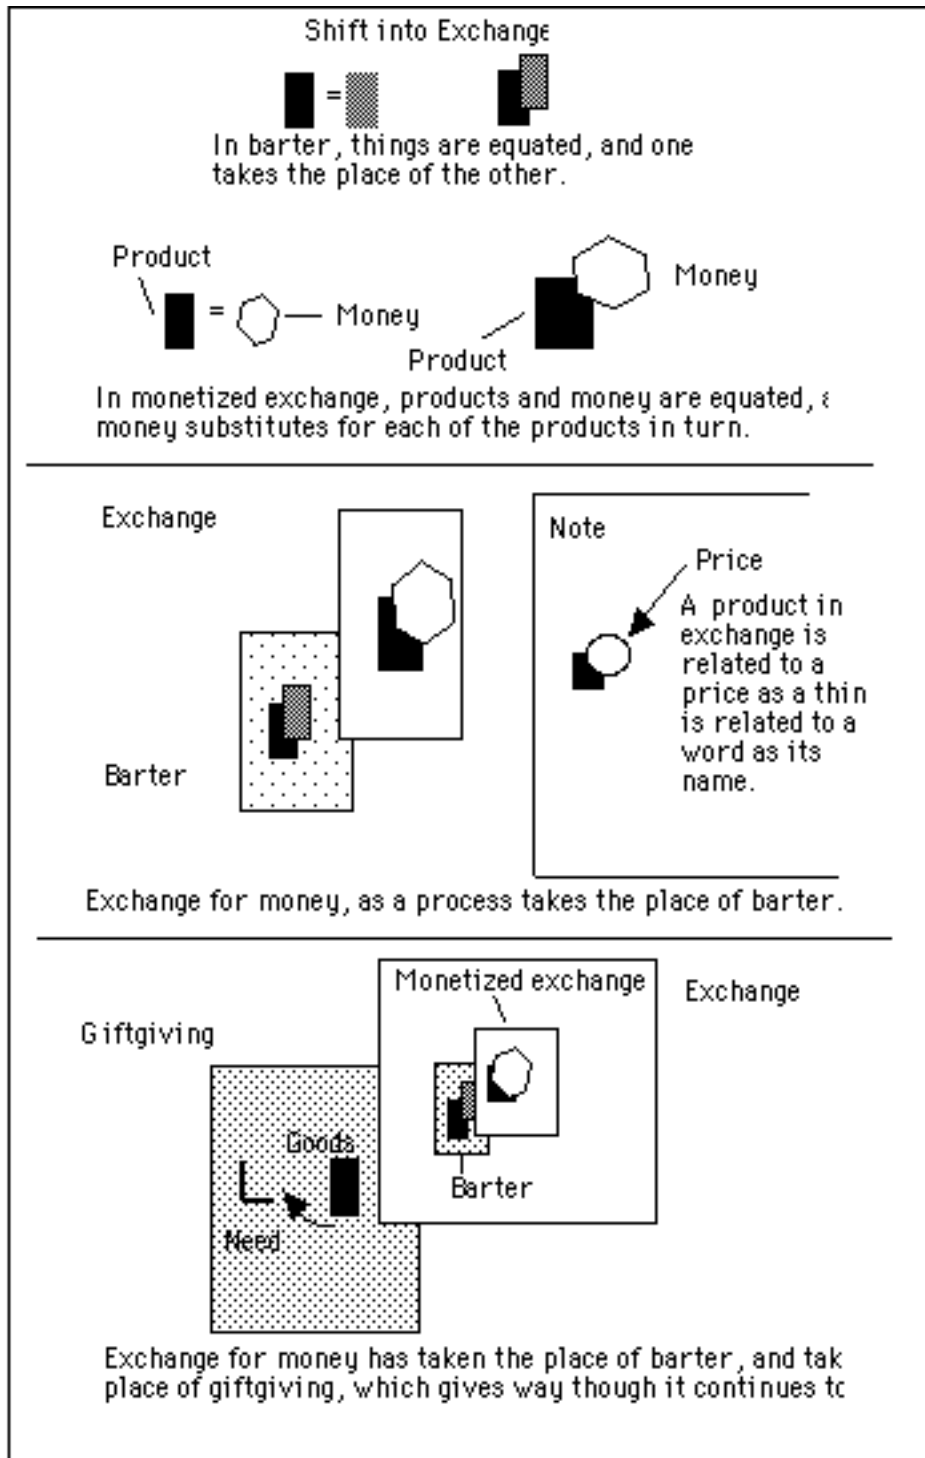 Shift into Exchange
=
In barter, things are equated, and one
takes the place of the other.
Product
=
Money
Money
Product
In monetized exchange, products and money are equated,
money substitutes for each of the products in turn.
Exchange
Barter
Note
Price
A product in
exchange is
related to a
price as a thin
is related to a
word as its
name.
Exchange for money, as a process takes the place of barter.
Monetized exchange
Exchange
Giftgiving
Goods
Need
Barter
Exchange for money has taken the place of barter, and tak
place of giftgiving, which gives way though it continues to